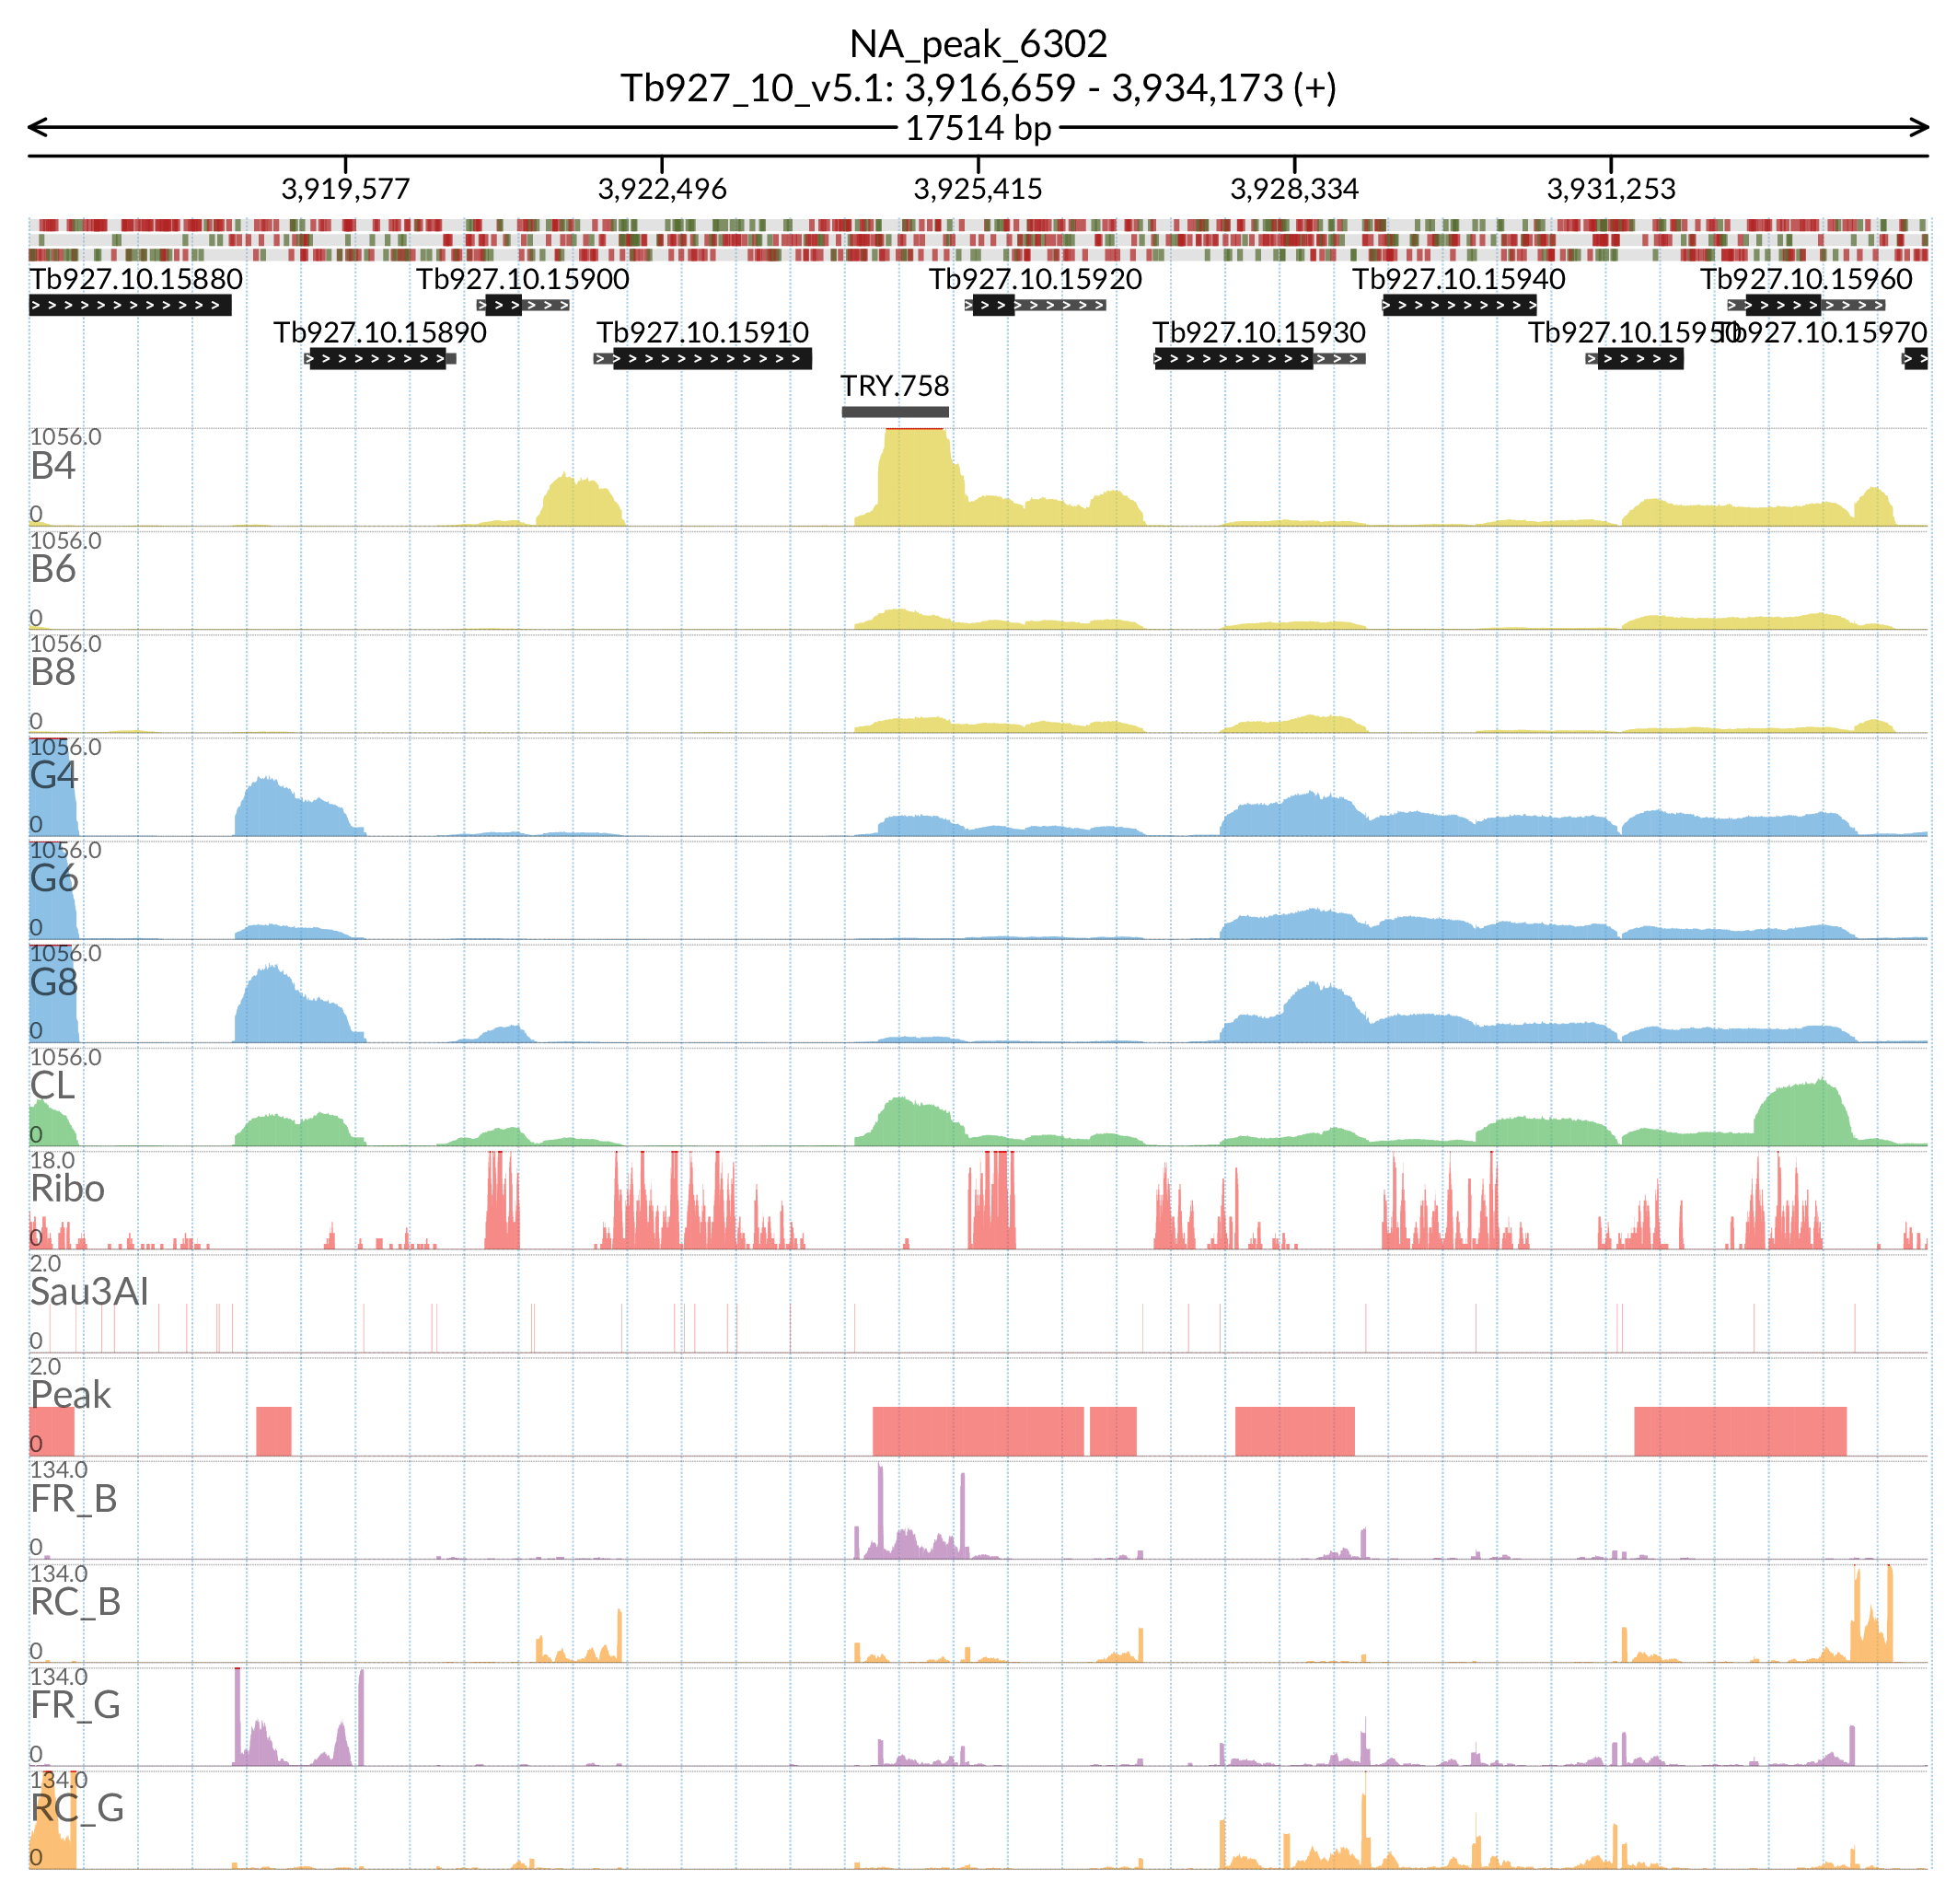 NA_peak_6302
Tb927_10_v5.1: 3,916,659 - 3,934,173 (+)
17514 bp
3,919,577 3,922,496 3,925,415 3,928,334 3,931,253
Tb927.10.15880 Tb927.10.15900 Tb927.10.15920 Tb927.10.15940 Tb927.10.15960
Tb927.10.15890 Tb927.10.15910 Tb927.10.15930 Tb927.10.15950 Tb927.10.15970
TRY.758
1056.0
B4
0
1056.0
B6
0
1056.0
B8
0
1056.0
G4
0
1056.0
G6
0
1056.0
G8
0
1056.0
CL
0
18.0
Ribo
0
2.0
Sau3AI
0
2.0
Peak
0
134.0
FR_B
0
134.0
RC_B
0
134.0
FR_G
0
134.0
RC_G
0